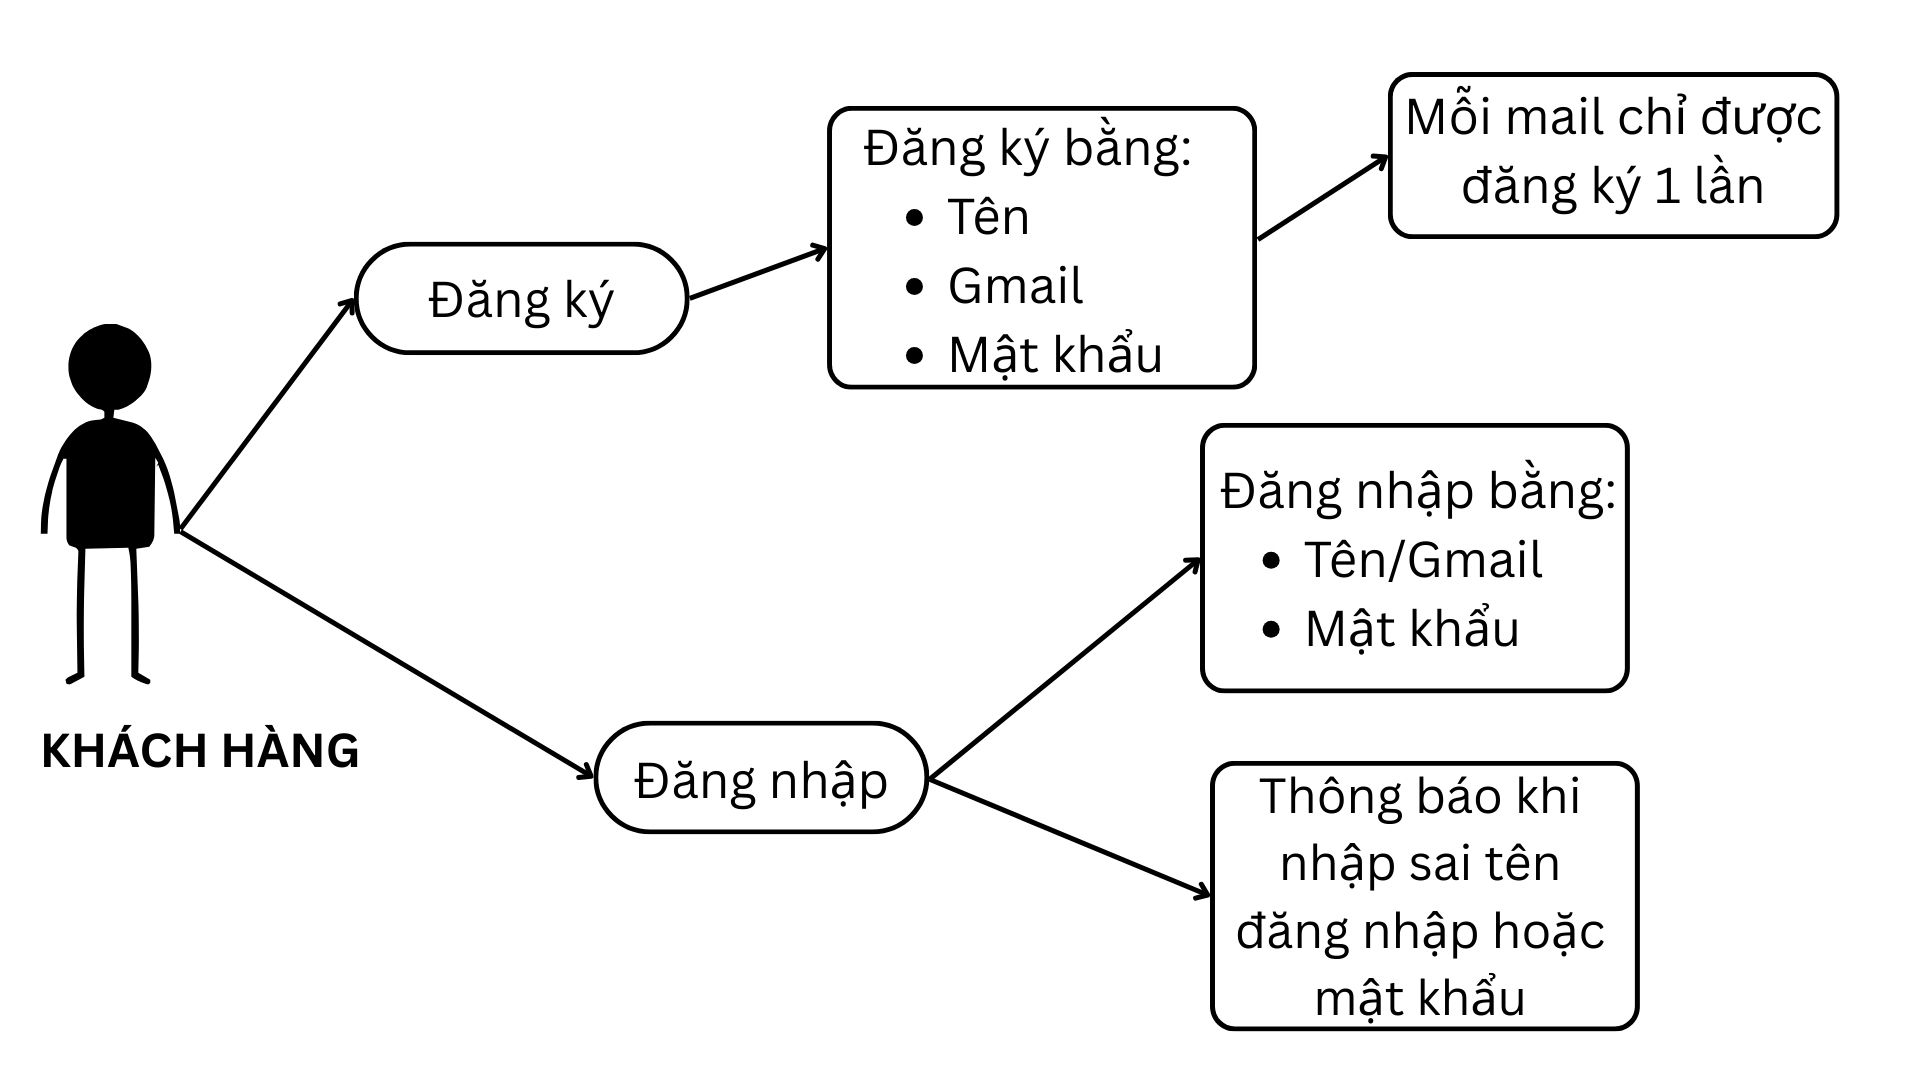 Mỗi mail chỉ được
đăng ký 1 lần
Đăng ký bằng:
• Tên
• Gmail
• Mật khẩu
Đăng ký
KHÁCH HÀNG
Đăng nhập bằng:
• Tên/Gmail
• Mật khẩu
Đăng nhập
Thông báo khi
nhập sai tên
đăng nhập hoặc
mật khẩu